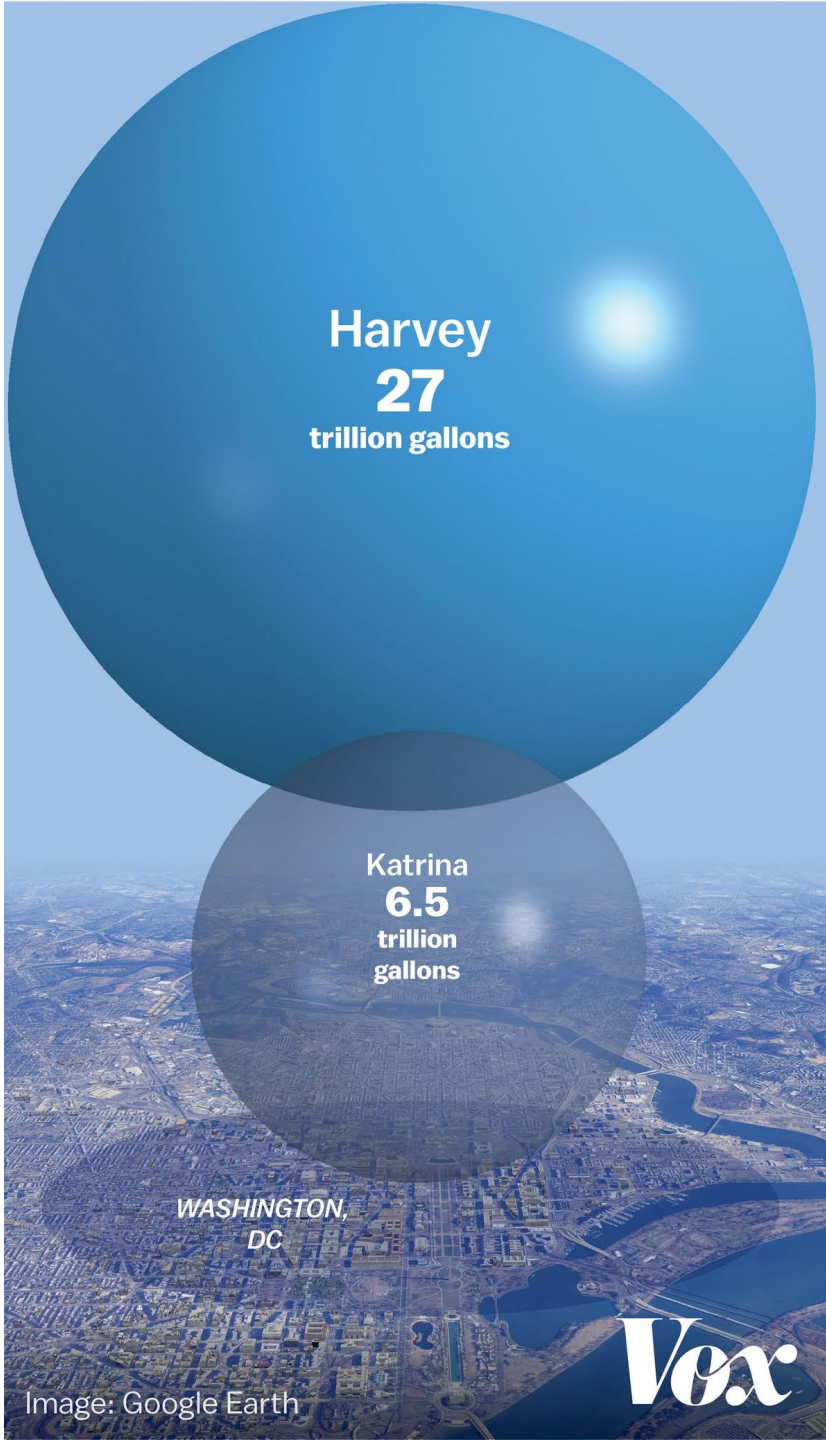 Harvey
27
trillion gallons
Katrina
6.5
trillion
gallons
WASHINGTON,
DC
Vox
Image: Google Earth